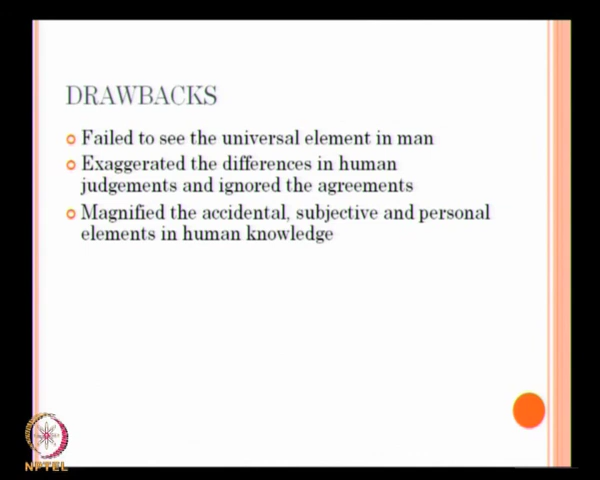 DRAWBACKS
Failed to see the universal element in man
Exaggerated the differences in human
judgements and ignored the agreements
Magnified the accidental, subjective and personal
elements in human knowledge
NPTEL